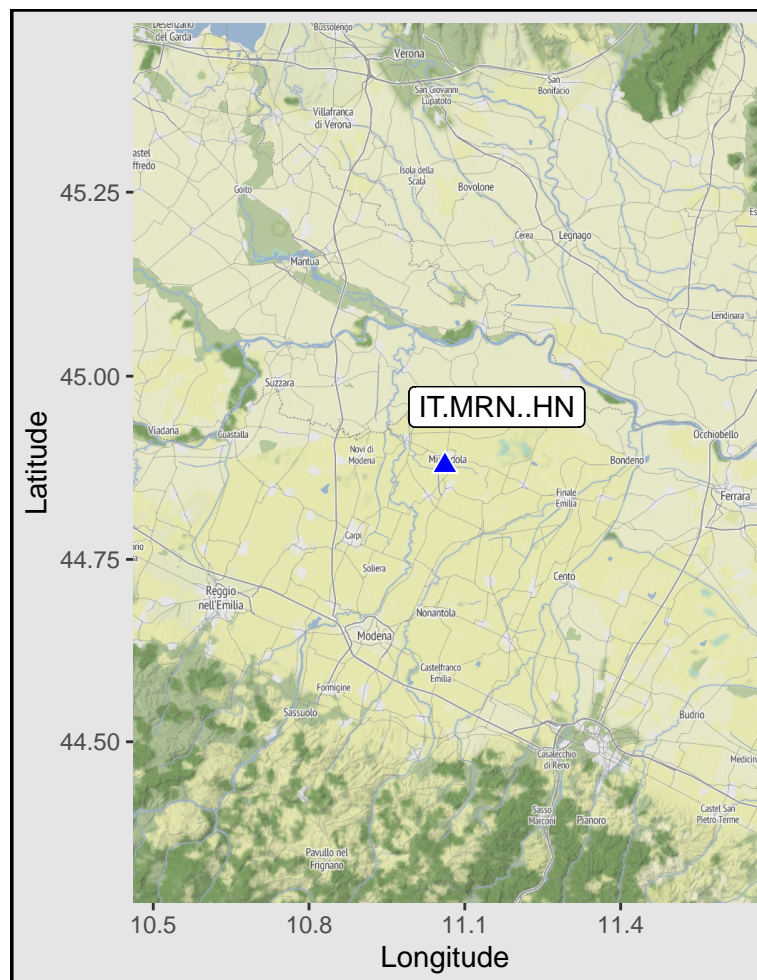 Desenzano
del Garda
Bussolengo
Verona
San Giovanni
Lupatoto
San
Bonifacio
Villafranca
di Verona
astel
ffredo
Isola della
Scalà
Bovolone
45.25
Goito
Cerea
Legnago
Mantua
Lendinara
45.00
Suzzara
IT.MRN..HN
Viadana
Guastalla
Occhiobello
Novi di
Modena
Bondeno
Latitude
Finale
Emilia
Ferrara
Carpi
44.75
Soliera
Cento
Reggio
nell'Emilia
Nonantola
Modena
Castelfranco
Emilia
Formigine
Sassuolo
Budrio
44.50
Casalecchio
di Reno
Medicin
Sasso
Marconi
Pianoro
Castel San
Pietro Terme
Pavullo nel
Frignano
10.5
10.8
11.1
11.4
Longitude